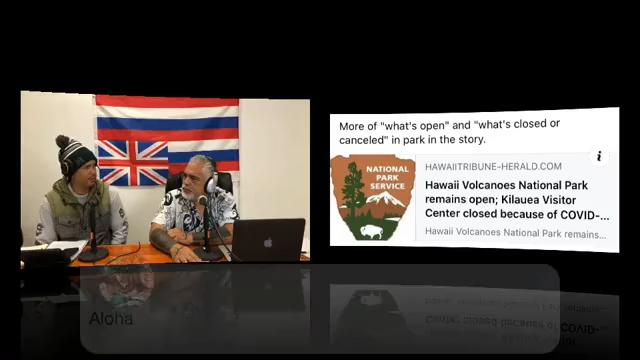 More of "what's open" and "what's closed or
canceled" in park in the story.
NATIONAL
PARK
SERVICE
HAWAIITRIBUNE-HERALD.COM
Hawaii Volcanoes National Park
remains open; Kilauea Visitor
Center closed because of COVID-...
Hawaii Volcanoes National Park remains...
i
Aloha